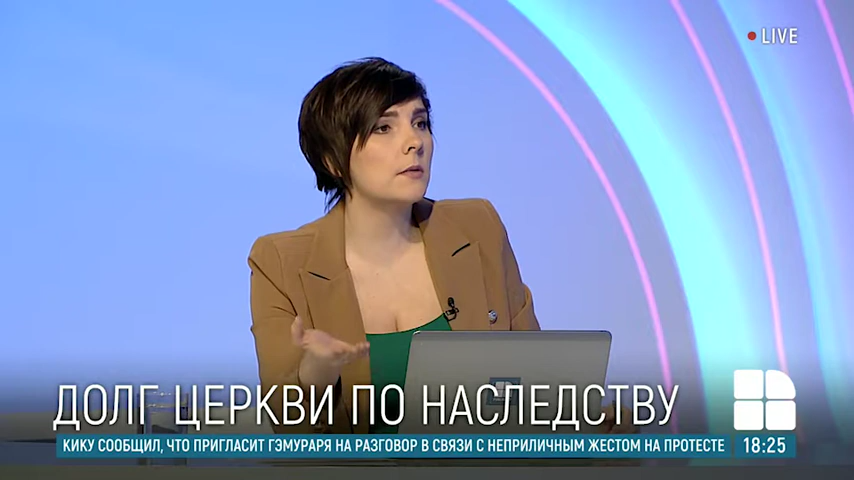 LIVE
ДОЛГ ЦЕРКВИ ПО НАСЛЕДСТВУ
КИКУ СООБЩИЛ, ЧТО ПРИГЛАСИТ ГЭМУРАРЯ НА РАЗГОВОР В СВЯЗИ С НЕПРИЛИЧНЫМ ЖЕСТОМ НА ПРОТЕСТЕ 18:25